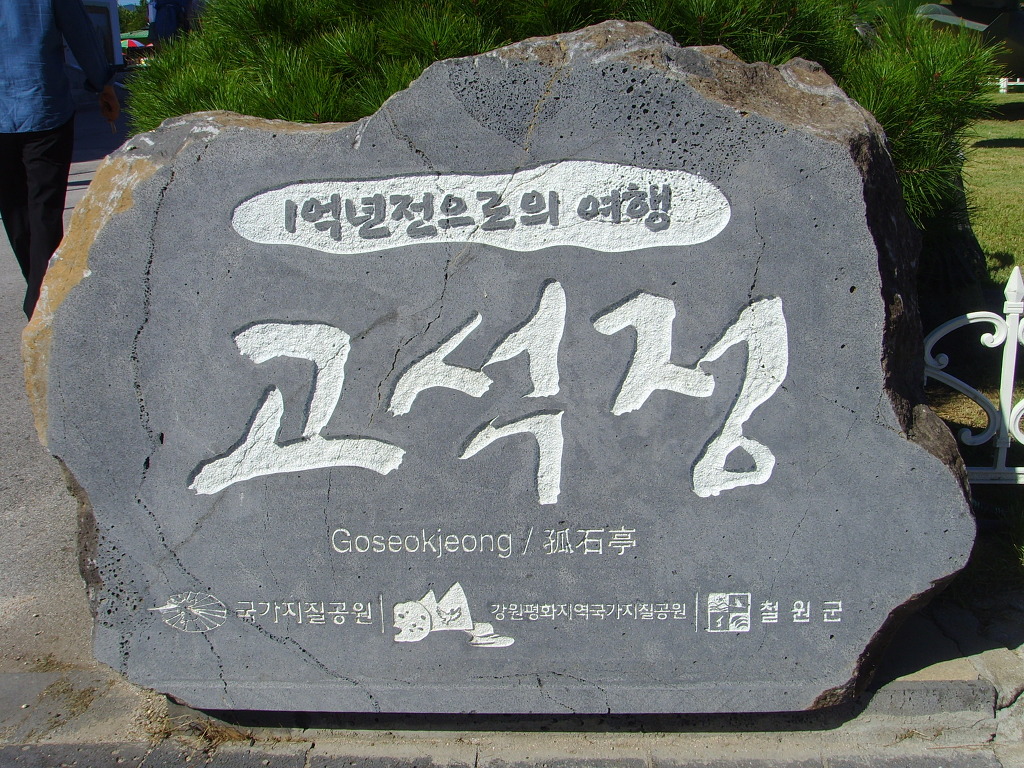 1억년전으로의 여행
고석정
Goseokjeong / 孤石亭
국가지질공원 | 강원평화지역국가지질공원 | 철원군